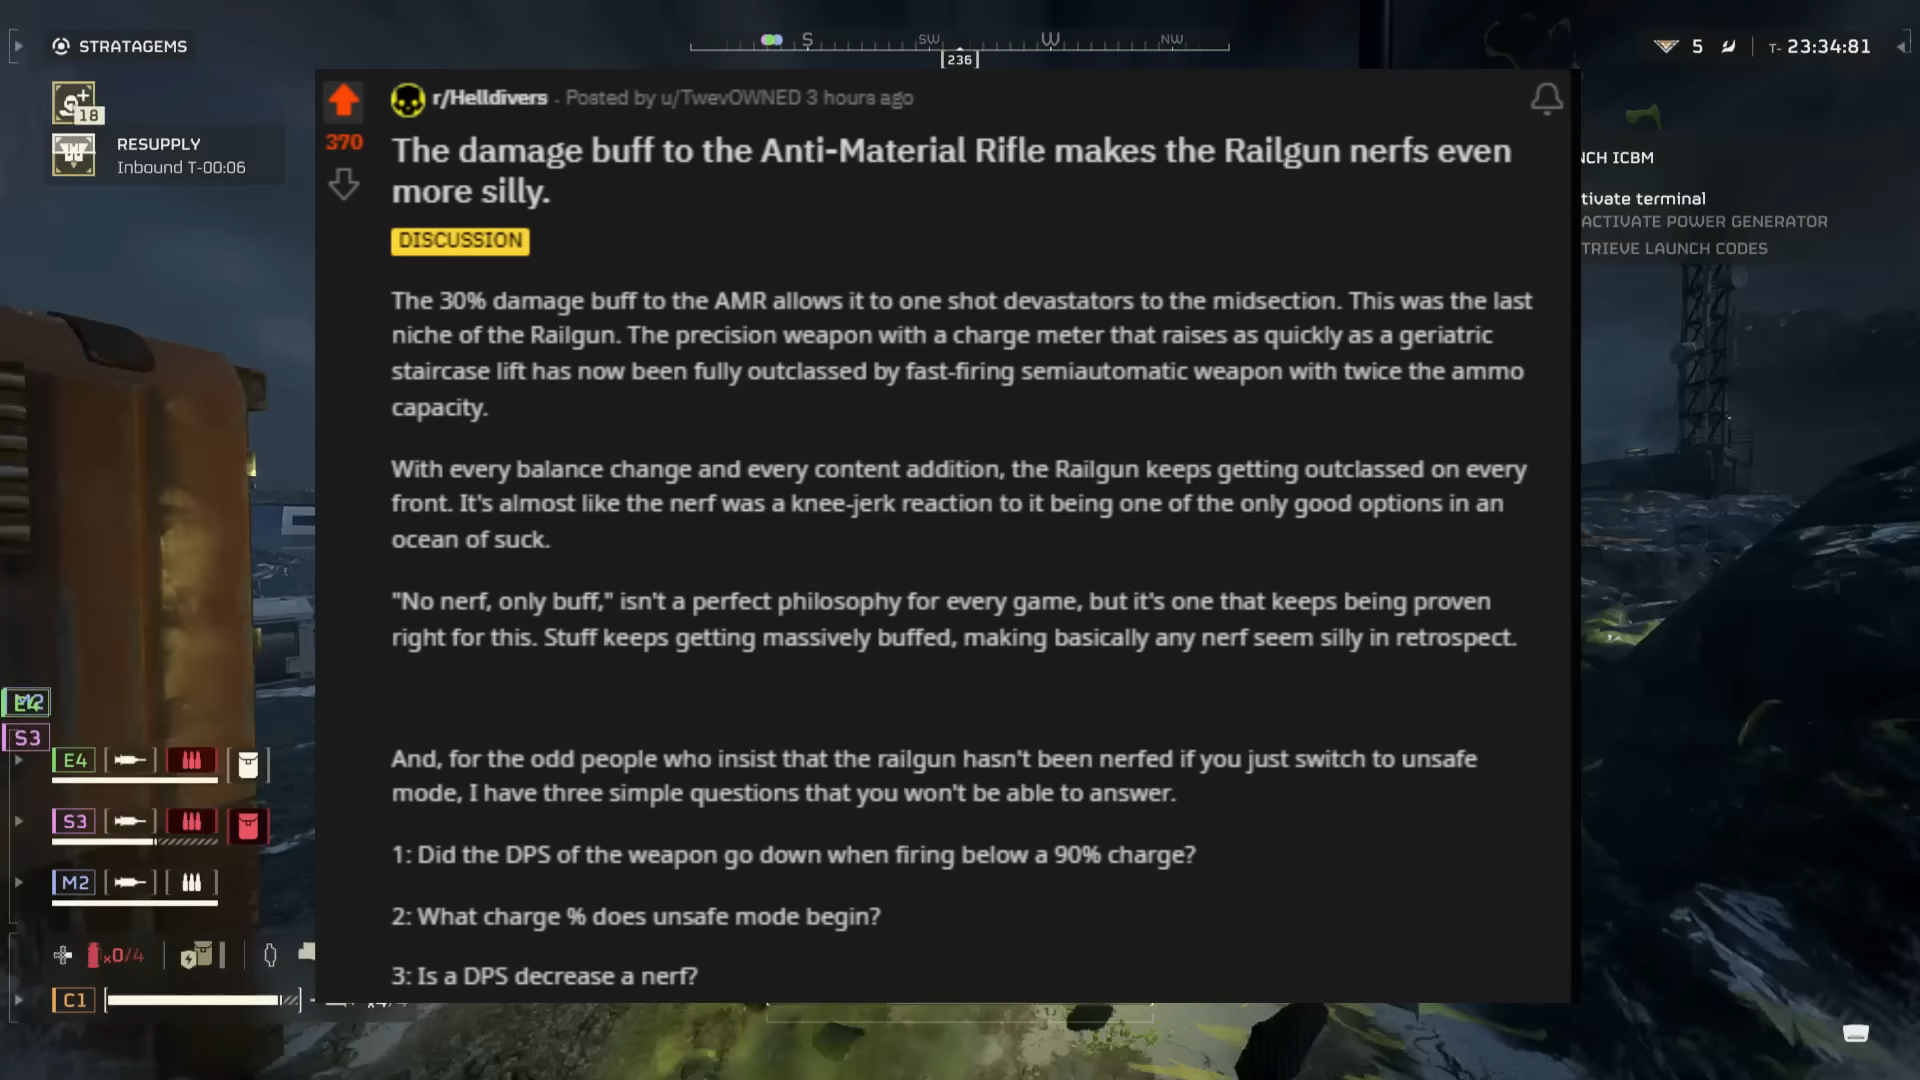 STRATAGEMS
S
SW
W
NW
236
5
T- 23:34:81
18
RESUPPLY
Inbound T-00:06
r/Helldivers · Posted by u/TwevOWNED 3 hours ago
370
The damage buff to the Anti-Material Rifle makes the Railgun nerfs even
more silly.
DISCUSSION
NCH ICBM
tivate terminal
ACTIVATE POWER GENERATOR
TRIEVE LAUNCH CODES
The 30% damage buff to the AMR allows it to one shot devastators to the midsection. This was the last
niche of the Railgun. The precision weapon with a charge meter that raises as quickly as a geriatric
staircase lift has now been fully outclassed by fast-firing semiautomatic weapon with twice the ammo
capacity.
With every balance change and every content addition, the Railgun keeps getting outclassed on every
front. It's almost like the nerf was a knee-jerk reaction to it being one of the only good options in an
ocean of suck.
"No nerf, only buff," isn't a perfect philosophy for every game, but it's one that keeps being proven
right for this. Stuff keeps getting massively buffed, making basically any nerf seem silly in retrospect.
And, for the odd people who insist that the railgun hasn't been nerfed if you just switch to unsafe
mode, I have three simple questions that you won't be able to answer.
1: Did the DPS of the weapon go down when firing below a 90% charge?
2: What charge % does unsafe mode begin?
3: Is a DPS decrease a nerf?
S3
E4
S3
M2
x0/4
C1